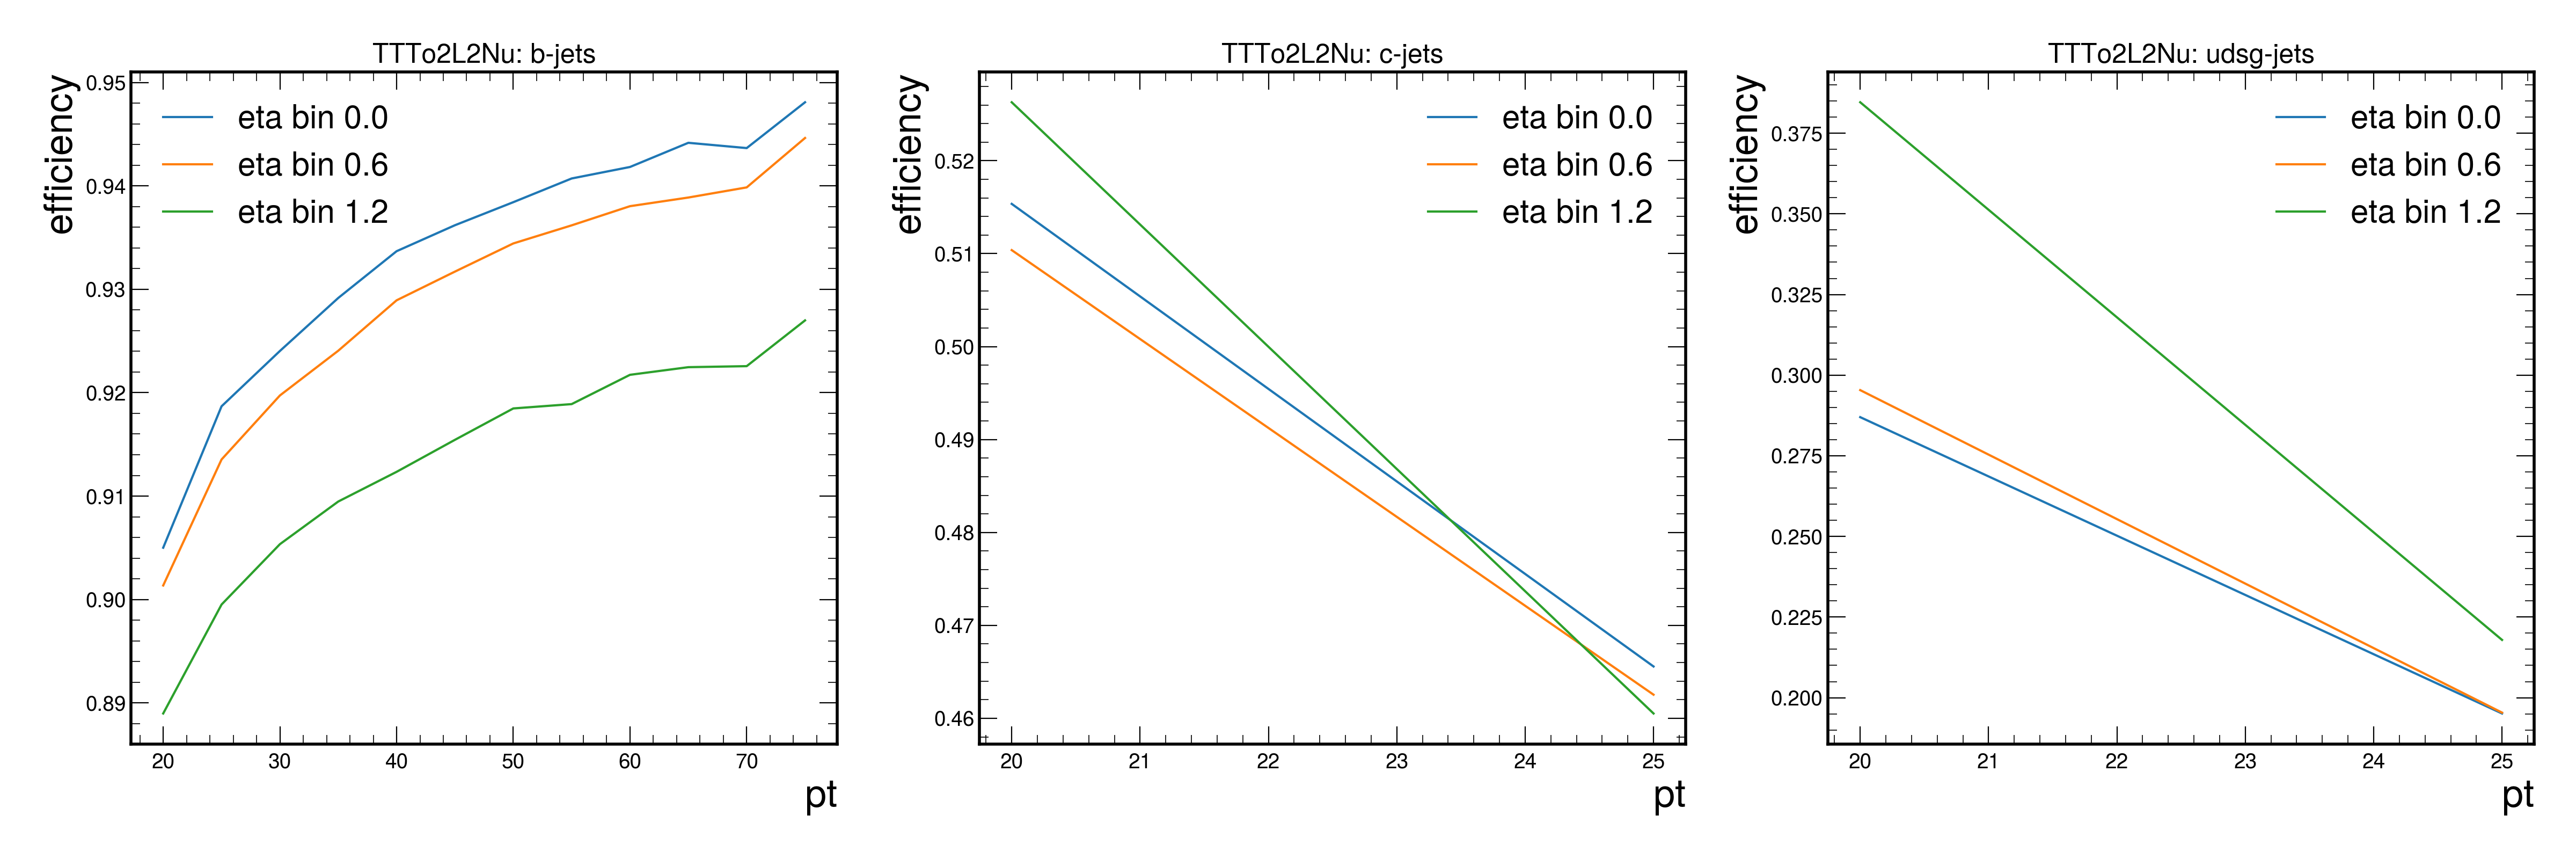 TTTo2L2Nu: b-jets
efficiency
0.95
0.94
0.93
0.92
0.91
0.90
0.89
eta bin 0.0
eta bin 0.6
eta bin 1.2
20 30 40 50 60 70
pt
TTTo2L2Nu: c-jets
efficiency
0.52
0.51
0.50
0.49
0.48
0.47
0.46
eta bin 0.0
eta bin 0.6
eta bin 1.2
20 21 22 23 24 25
pt
TTTo2L2Nu: udsg-jets
efficiency
0.375
0.350
0.325
0.300
0.275
0.250
0.225
0.200
eta bin 0.0
eta bin 0.6
eta bin 1.2
20 21 22 23 24 25
pt